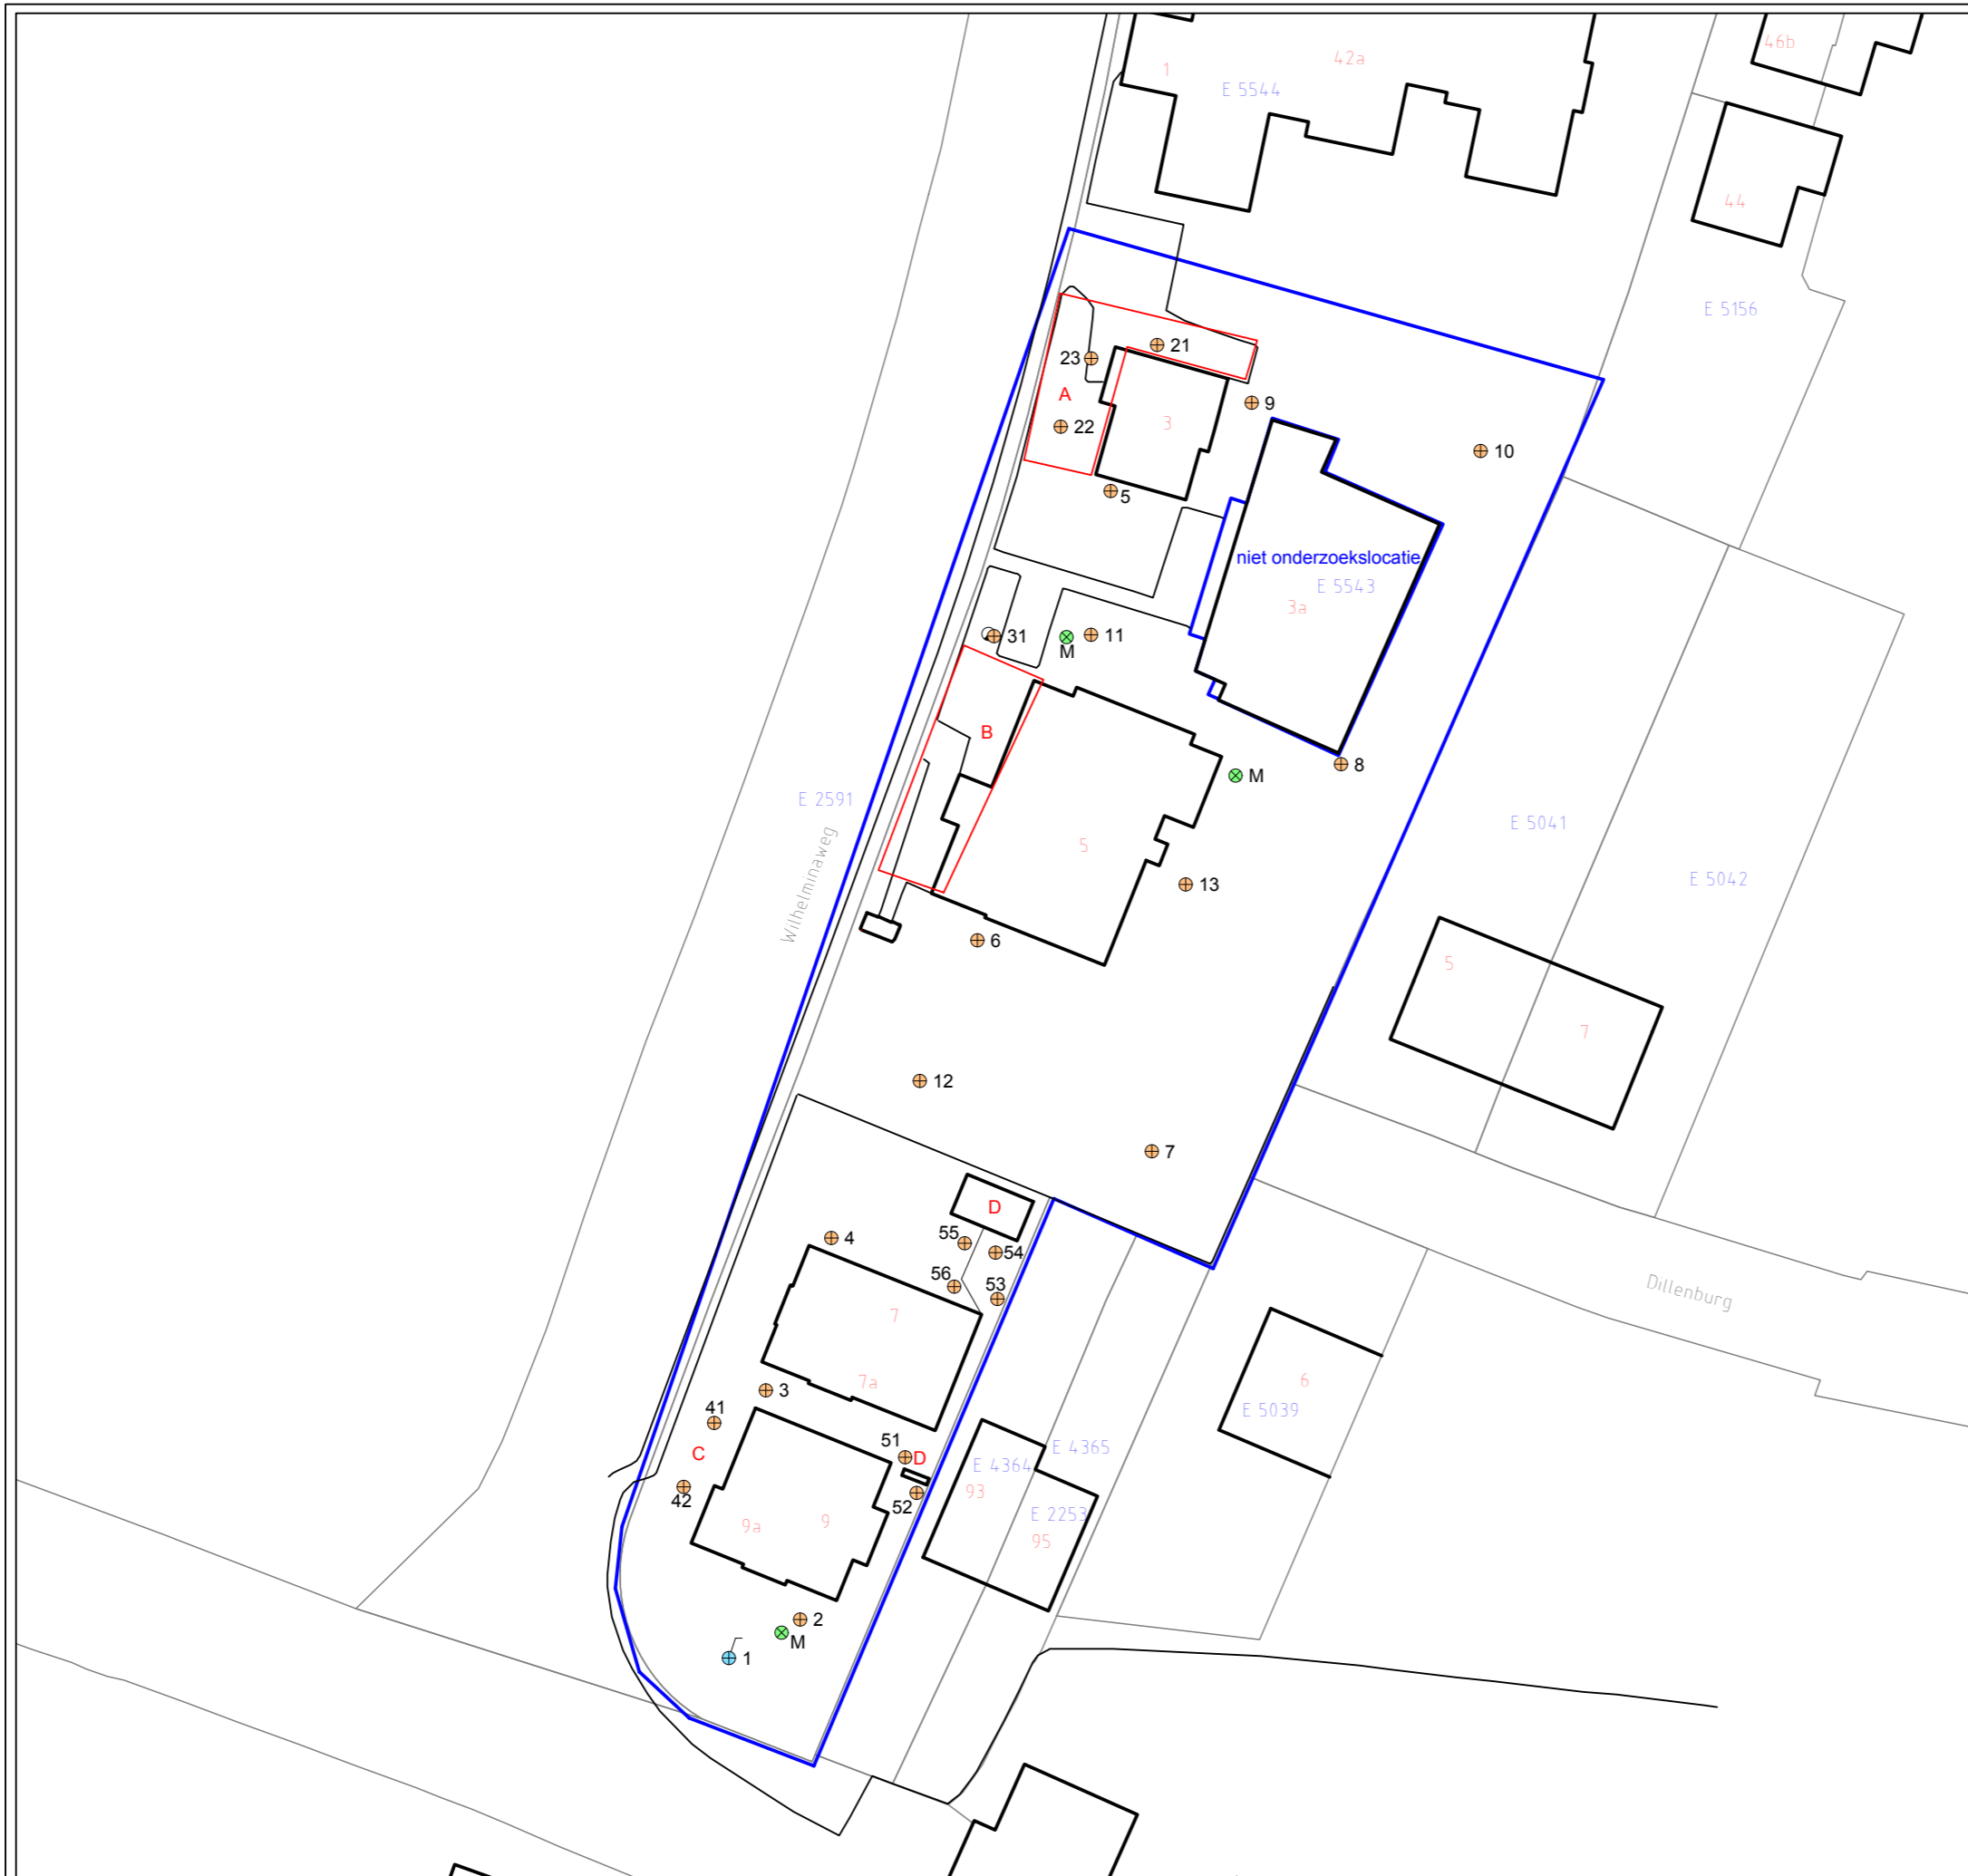 46b
42a
1
E 5544
44
E 5156
21
23
A
9
22
3
10
5
niet onderzoekslocatie
E 5543
3a
31
11
M
B
8
M
E 2591
E 5041
Wilhelminaweg
5
E 5042
13
6
5
7
12
7
D
4
55
54
56
53
Dillenburg
7
7a
3
6
E 5039
41
51
D
C
E 4365
E 4364
93
42
52
E 2253
9a
9
95
2
M
1